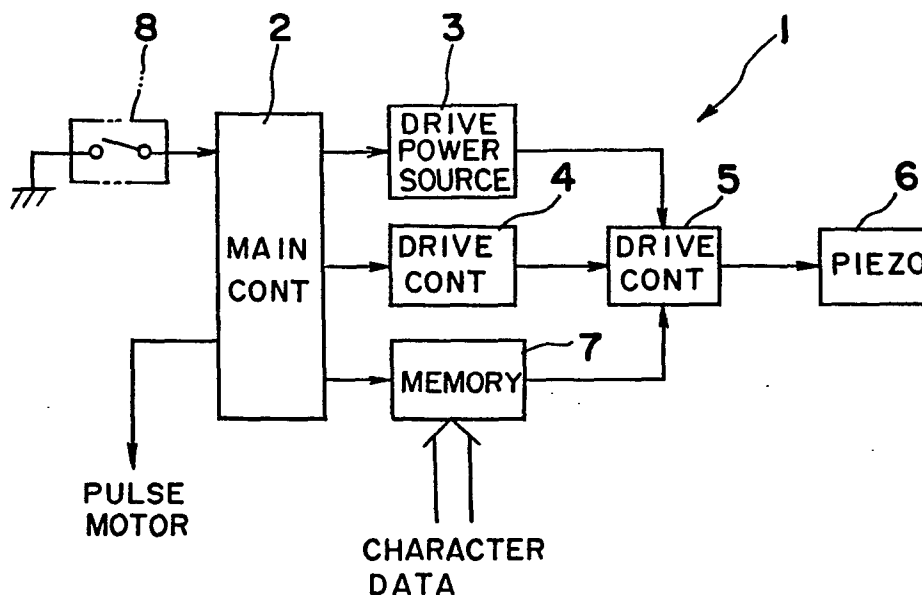 8
2
3
1
DRIVE
POWER
SOURCE
4
5
6
MAIN
CONT
DRIVE
CONT
DRIVE
CONT
PIEZO
7
MEMORY
PULSE
MOTOR
CHARACTER
DATA